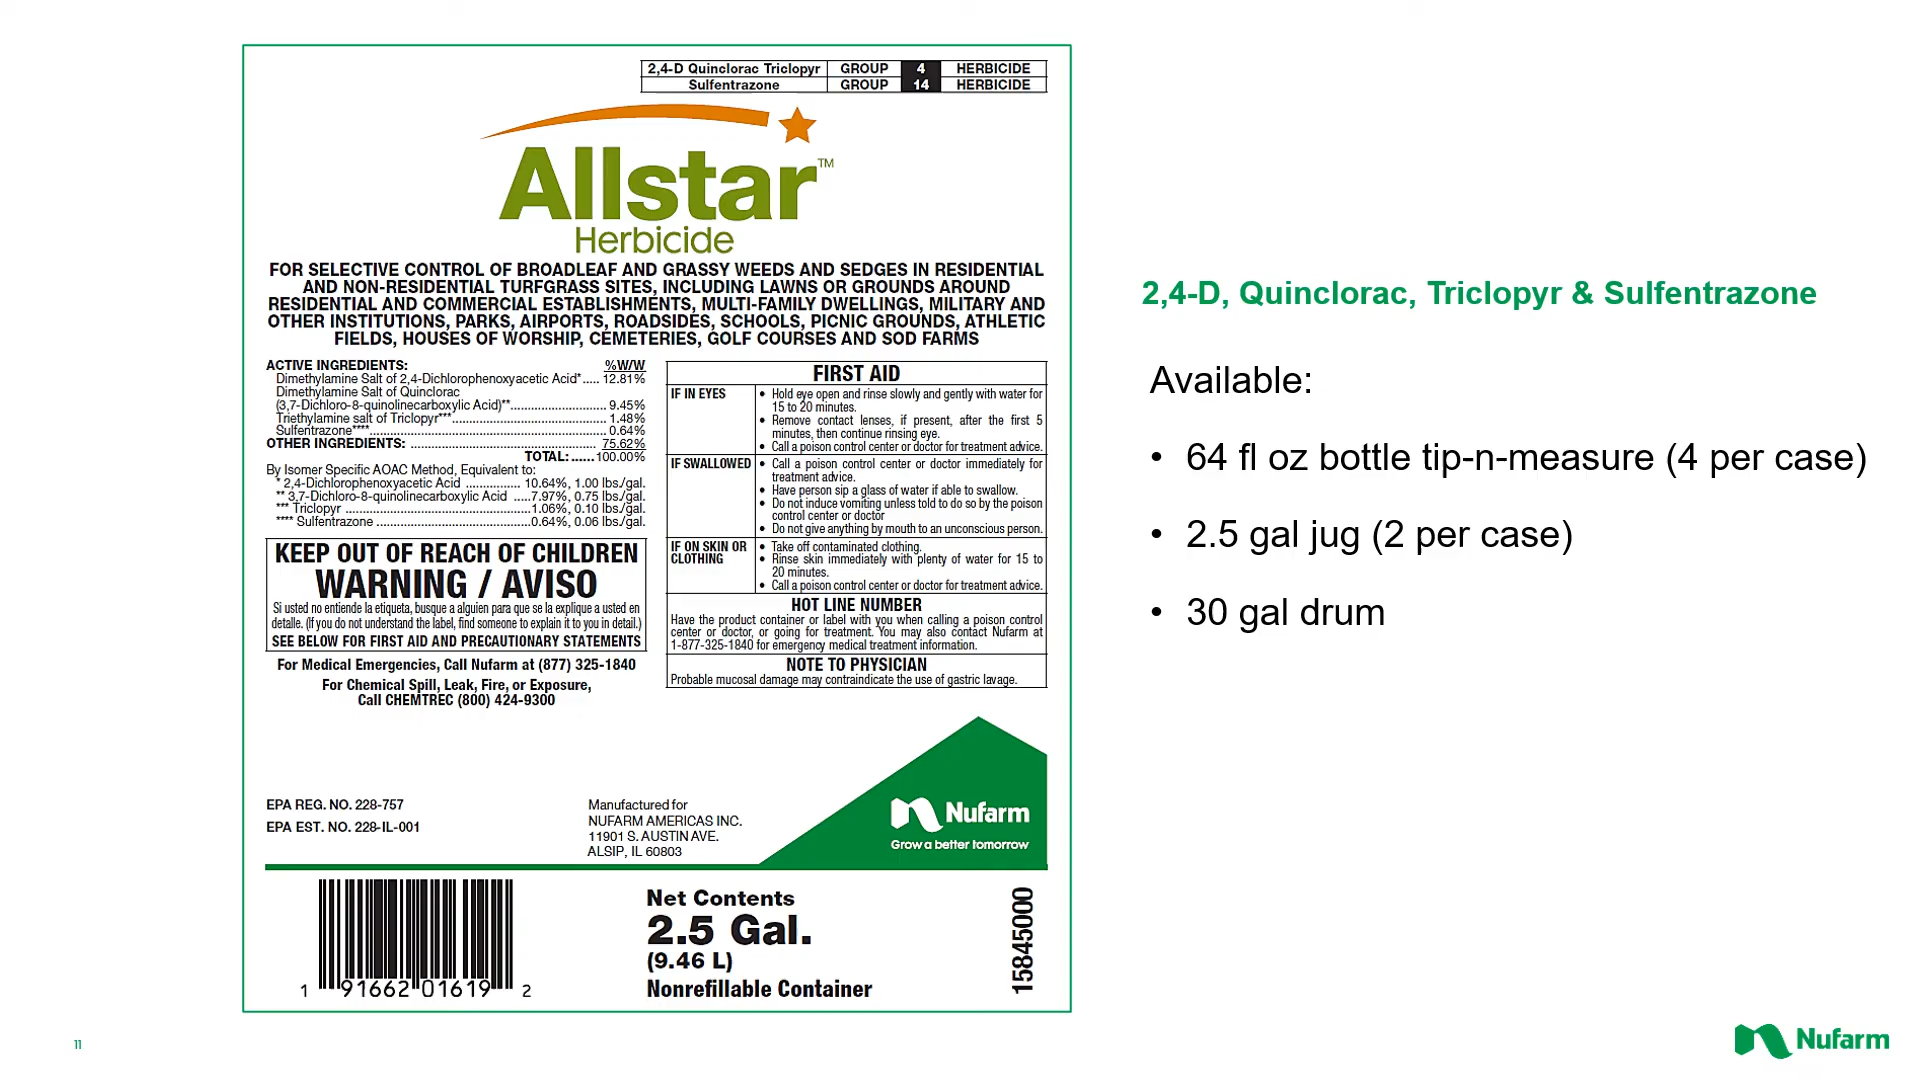 2,4-D Quinclorac Triclopyr GROUP 4 HERBICIDE
Sulfentrazone GROUP 14 HERBICIDE
Allstar™
Herbicide
FOR SELECTIVE CONTROL OF BROADLEAF AND GRASSY WEEDS AND SEDGES IN RESIDENTIAL
AND NON-RESIDENTIAL TURFGRASS SITES, INCLUDING LAWNS OR GROUNDS AROUND
RESIDENTIAL AND COMMERCIAL ESTABLISHMENTS, MULTI-FAMILY DWELLINGS, MILITARY AND
OTHER INSTITUTIONS, PARKS, AIRPORTS, ROADSIDES, SCHOOLS, PICNIC GROUNDS, ATHLETIC
FIELDS, HOUSES OF WORSHIP, CEMETERIES, GOLF COURSES AND SOD FARMS
ACTIVE INGREDIENTS: %W/W
Dimethylamine Salt of 2,4-Dichlorophenoxyacetic Acid* ..... 12.81%
Dimethylamine Salt of Quinclorac
(3,7-Dichloro-8-quinolinecarboxylic Acid)**............................ 9.45%
Triethylamine salt of Triclopyr***............................................. 1.48%
Sulfentrazone****..................................................................... 0.64%
OTHER INGREDIENTS: ...................................................... 75.62%
TOTAL: ...... 100.00%
By Isomer Specific AOAC Method, Equivalent to:
* 2,4-Dichlorophenoxyacetic Acid ................ 10.64%, 1.00 lbs./gal.
** 3,7-Dichloro-8-quinolinecarboxylic Acid .....7.97%, 0.75 lbs./gal.
*** Triclopyr ......................................................1.06%, 0.10 lbs./gal.
**** Sulfentrazone .............................................0.64%, 0.06 lbs./gal.
KEEP OUT OF REACH OF CHILDREN
WARNING / AVISO
Si usted no entiende la etiqueta, busque a alguien para que se la explique a usted en
detalle. (If you do not understand the label, find someone to explain it to you in detail.)
SEE BELOW FOR FIRST AID AND PRECAUTIONARY STATEMENTS
For Medical Emergencies, Call Nufarm at (877) 325-1840
For Chemical Spill, Leak, Fire, or Exposure,
Call CHEMTREC (800) 424-9300
FIRST AID
IF IN EYES • Hold eye open and rinse slowly and gently with water for
15 to 20 minutes.
• Remove contact lenses, if present, after the first 5
minutes, then continue rinsing eye.
• Call a poison control center or doctor for treatment advice.
IF SWALLOWED • Call a poison control center or doctor immediately for
treatment advice.
• Have person sip a glass of water if able to swallow.
• Do not induce vomiting unless told to do so by the poison
control center or doctor
• Do not give anything by mouth to an unconscious person.
IF ON SKIN OR • Take off contaminated clothing.
CLOTHING • Rinse skin immediately with plenty of water for 15 to
20 minutes.
• Call a poison control center or doctor for treatment advice.
HOT LINE NUMBER
Have the product container or label with you when calling a poison control
center or doctor, or going for treatment. You may also contact Nufarm at
1-877-325-1840 for emergency medical treatment information.
NOTE TO PHYSICIAN
Probable mucosal damage may contraindicate the use of gastric lavage.
EPA REG. NO. 228-757
EPA EST. NO. 228-IL-001
Manufactured for
NUFARM AMERICAS INC.
11901 S. AUSTIN AVE.
ALSIP, IL 60803
Nufarm
Grow a better tomorrow
1 91662 01619 2
Net Contents
2.5 Gal.
(9.46 L)
Nonrefillable Container
15845000
2,4-D, Quinclorac, Triclopyr & Sulfentrazone
Available:
• 64 fl oz bottle tip-n-measure (4 per case)
• 2.5 gal jug (2 per case)
• 30 gal drum
11
Nufarm